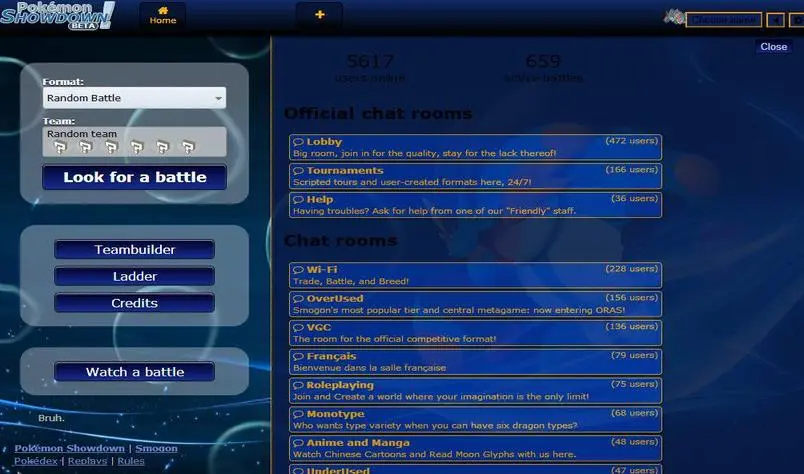 Pokémon
SHOWDOWN!
BETA
Home
+
Choose name
Close
Format:
Random Battle
Team:
Random team
Look for a battle
Teambuilder
Ladder
Credits
Watch a battle
Bruh.
Pokémon Showdown | Smogon
Pokédex | Replays | Rules
5617
users online
659
active battles
Official chat rooms
Lobby (472 users)
Big room, join in for the quality, stay for the lack thereof!
Tournaments (166 users)
Scripted tours and user-created formats here, 24/7!
Help (36 users)
Having troubles? Ask for help from one of our "Friendly" staff.
Chat rooms
Wi-Fi (228 users)
Trade, Battle, and Breed!
OverUsed (156 users)
Smogon's most popular tier and central metagame: now entering ORAS!
VGC (136 users)
The room for the official competitive format!
Français (79 users)
Bienvenue dans la salle française
Roleplaying (75 users)
Join and Create a world where your imagination is the only limit!
Monotype (68 users)
Who wants type variety when you can have six dragon types?
Anime and Manga (48 users)
Watch Chinese Cartoons and Read Moon Glyphs with us here.
UnderUsed (47 users)